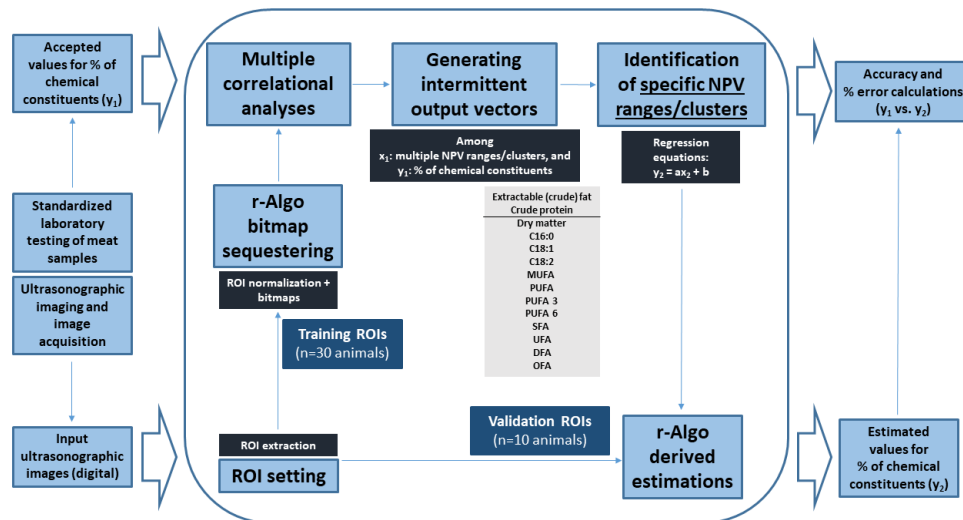 Accepted
values for % of
chemical
constituents (y₁)
Standardized
laboratory
testing of meat
samples
Ultrasonographic
imaging and
image
acquisition
Input
ultrasonographic
images (digital)
Multiple
correlational
analyses
r-Algo
bitmap
sequestering
ROI normalization +
bitmaps
Training ROIs
(n=30 animals)
ROI extraction
ROI setting
Generating
intermittent
output vectors
Among
x₁: multiple NPV ranges/clusters, and
y₁: % of chemical constituents
Extractable (crude) fat
Crude protein
Dry matter
C16:0
C18:1
C18:2
MUFA
PUFA
PUFA 3
PUFA 6
SFA
UFA
DFA
OFA
Validation ROIs
(n=10 animals)
Identification
of specific NPV
ranges/clusters
Regression
equations:
y₂ = ax₂ + b
r-Algo
derived
estimations
Accuracy and
% error calculations
(y₁ vs. y₂)
Estimated
values for
% of chemical
constituents (y₂)